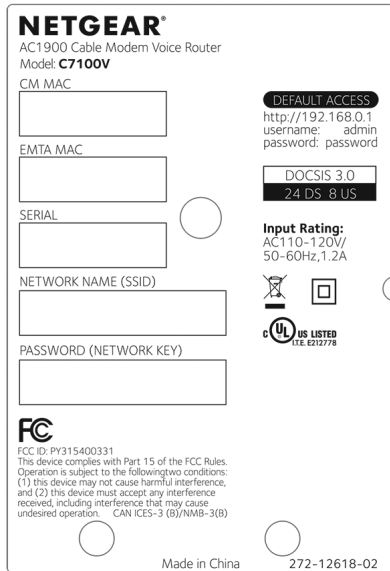 NETGEAR®
AC1900 Cable Modem Voice Router
Model: C7100V
CM MAC
EMTA MAC
SERIAL
NETWORK NAME (SSID)
PASSWORD (NETWORK KEY)
DEFAULT ACCESS
http://192.168.0.1
username: admin
password: password
DOCSIS 3.0
24 DS 8 US
Input Rating:
AC110-120V/
50-60Hz,1.2A
C UL US LISTED
I.T.E. E212778
FC
FCC ID: PY315400331
This device complies with Part 15 of the FCC Rules.
Operation is subject to the followingtwo conditions:
(1) this device may not cause harmful interference,
and (2) this device must accept any interference
received, including interference that may cause
undesired operation. CAN ICES-3 (B)/NMB-3(B)
Made in China 272-12618-02